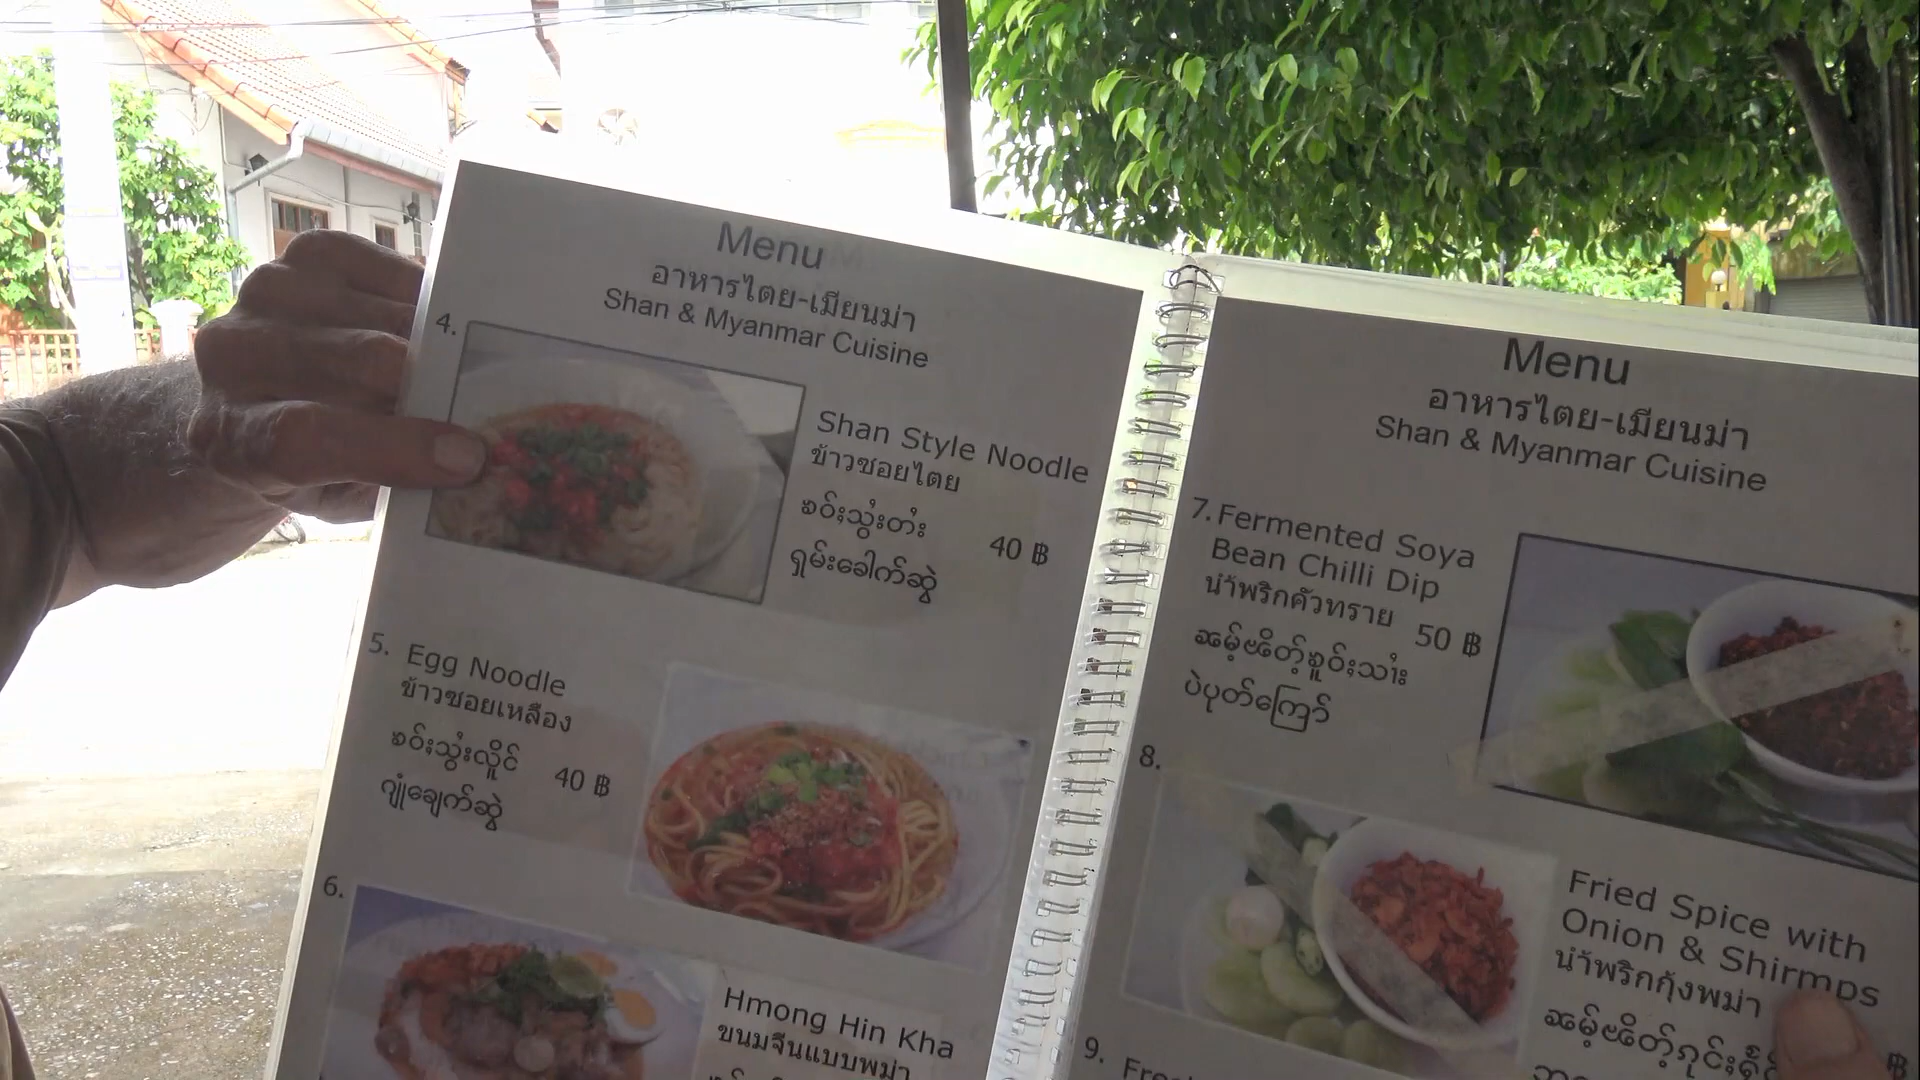 Menu
อาหารไตย-เมียนม่า
Shan & Myanmar Cuisine
4.
Shan Style Noodle
ข้าวซอยไตย
ၶဝ်ႈသွႆးတႆး
ရှမ်းခေါက်ဆွဲ
40 ฿
5. Egg Noodle
ข้าวซอยเหลือง
ၶဝ်ႈသွႆးလိူင်
ဂျုံချေက်ဆွဲ
40 ฿
6.
Hmong Hin Kha
ขนมจีนแบบพม่า
Menu
อาหารไตย-เมียนม่า
Shan & Myanmar Cuisine
7. Fermented Soya
Bean Chilli Dip
น้ำพริกคั่วทราย
50 ฿
ပဲပုတ်ကြော်
8.
Fried Spice with
Onion & Shirmps
น้ำพริกกุ้งพม่า
฿
9.